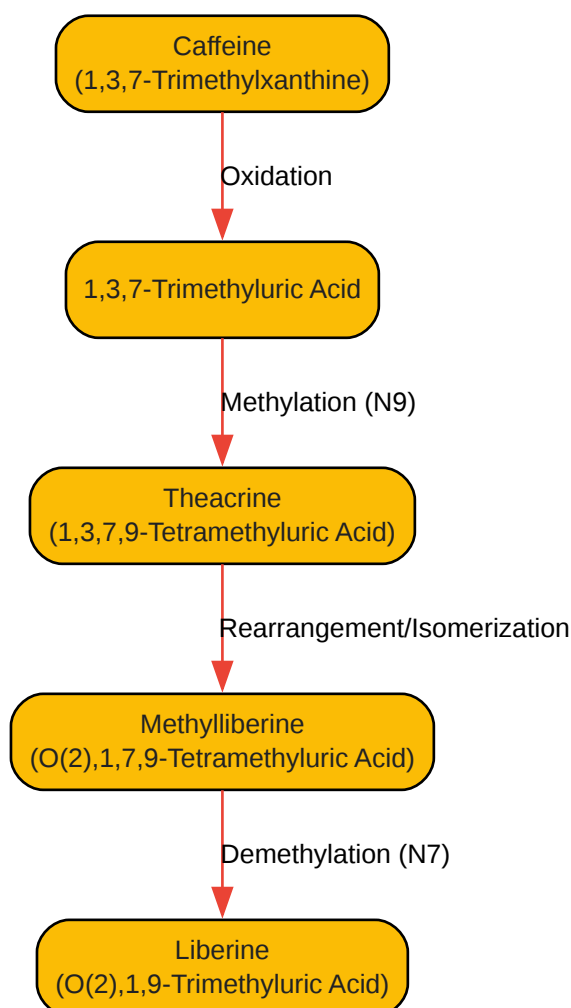 Caffeine
(1,3,7-Trimethylxanthine)
Oxidation
1,3,7-Trimethyluric Acid
Methylation (N9)
Theacrine
(1,3,7,9-Tetramethyluric Acid)
Rearrangement/Isomerization
Methylliberine
(O(2),1,7,9-Tetramethyluric Acid)
Demethylation (N7)
Liberine
(O(2),1,9-Trimethyluric Acid)